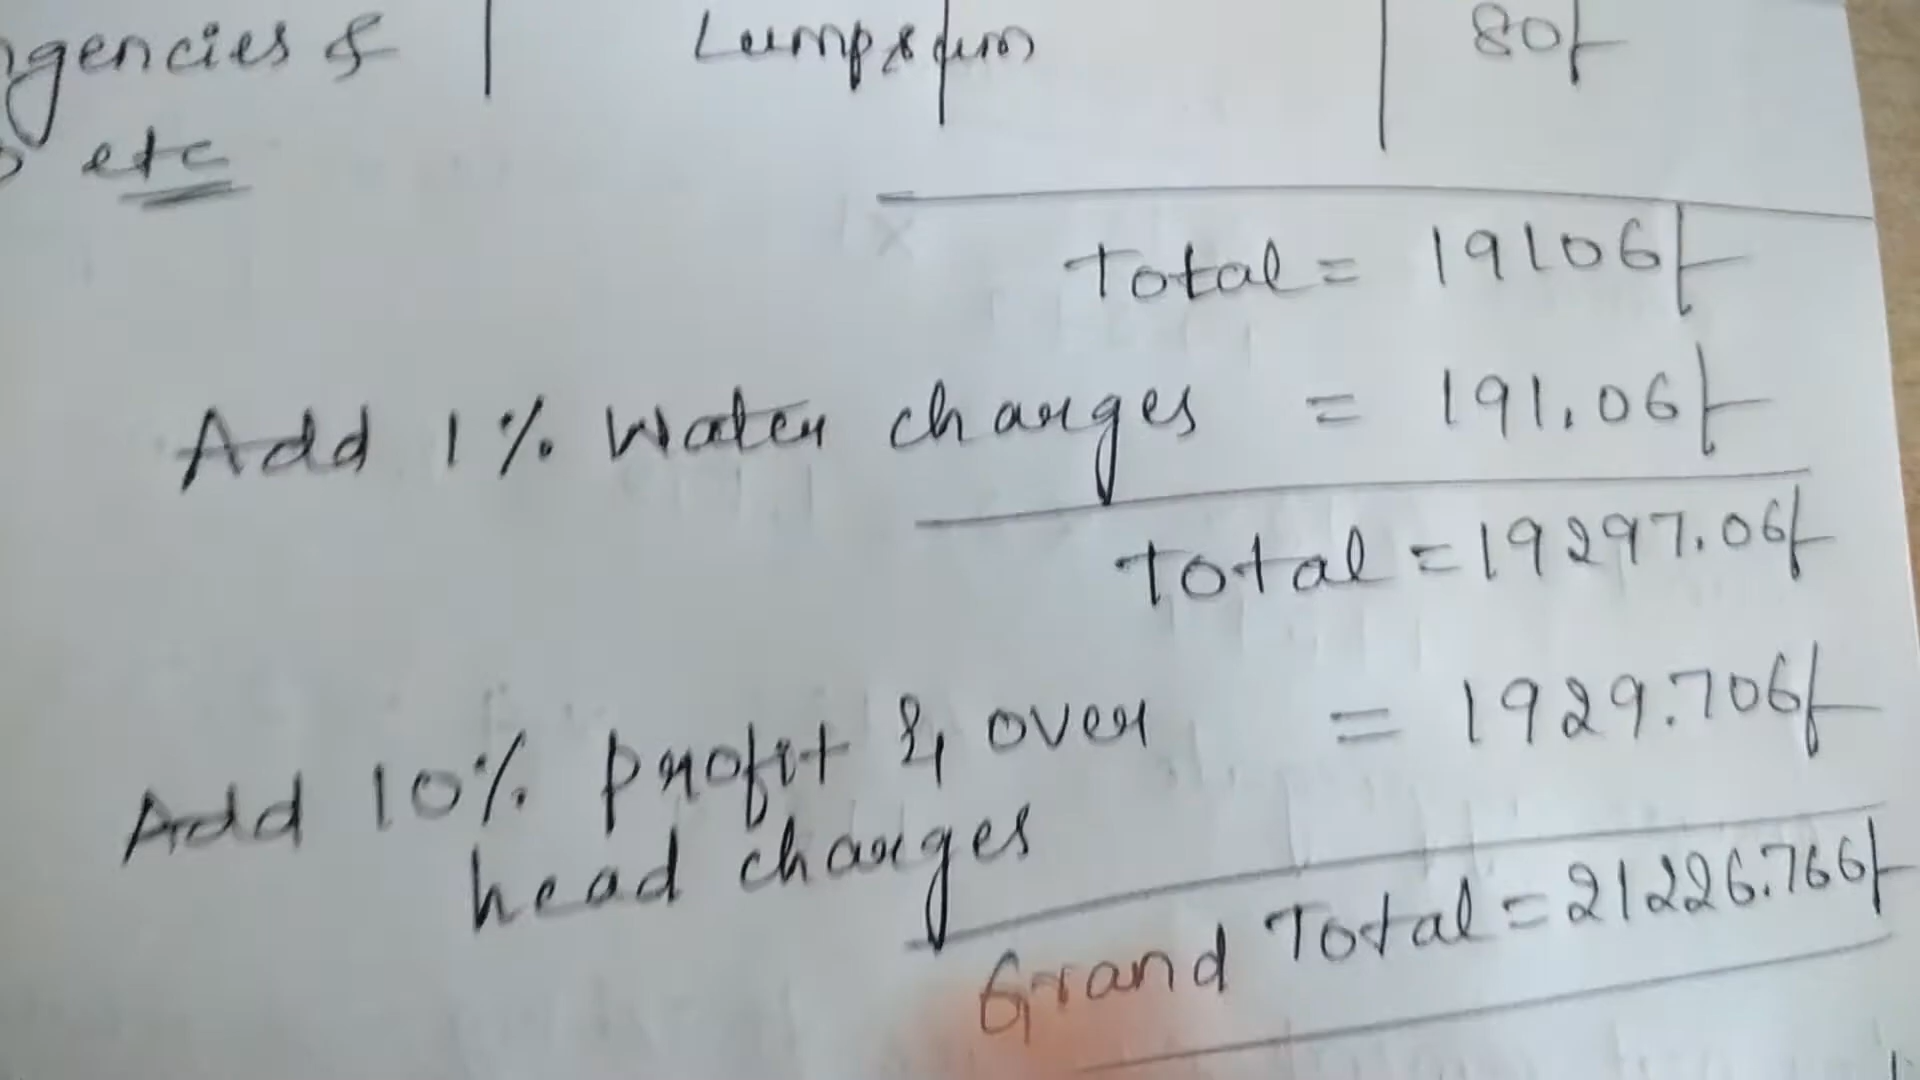 ngencies & Lumpsum 80/-
etc
Total = 19106/-
Add 1% Water charges = 191.06/-
Total = 19297.06/-
Add 10% Profit & over = 1929.706/-
head charges
Grand Total = 21226.766/-